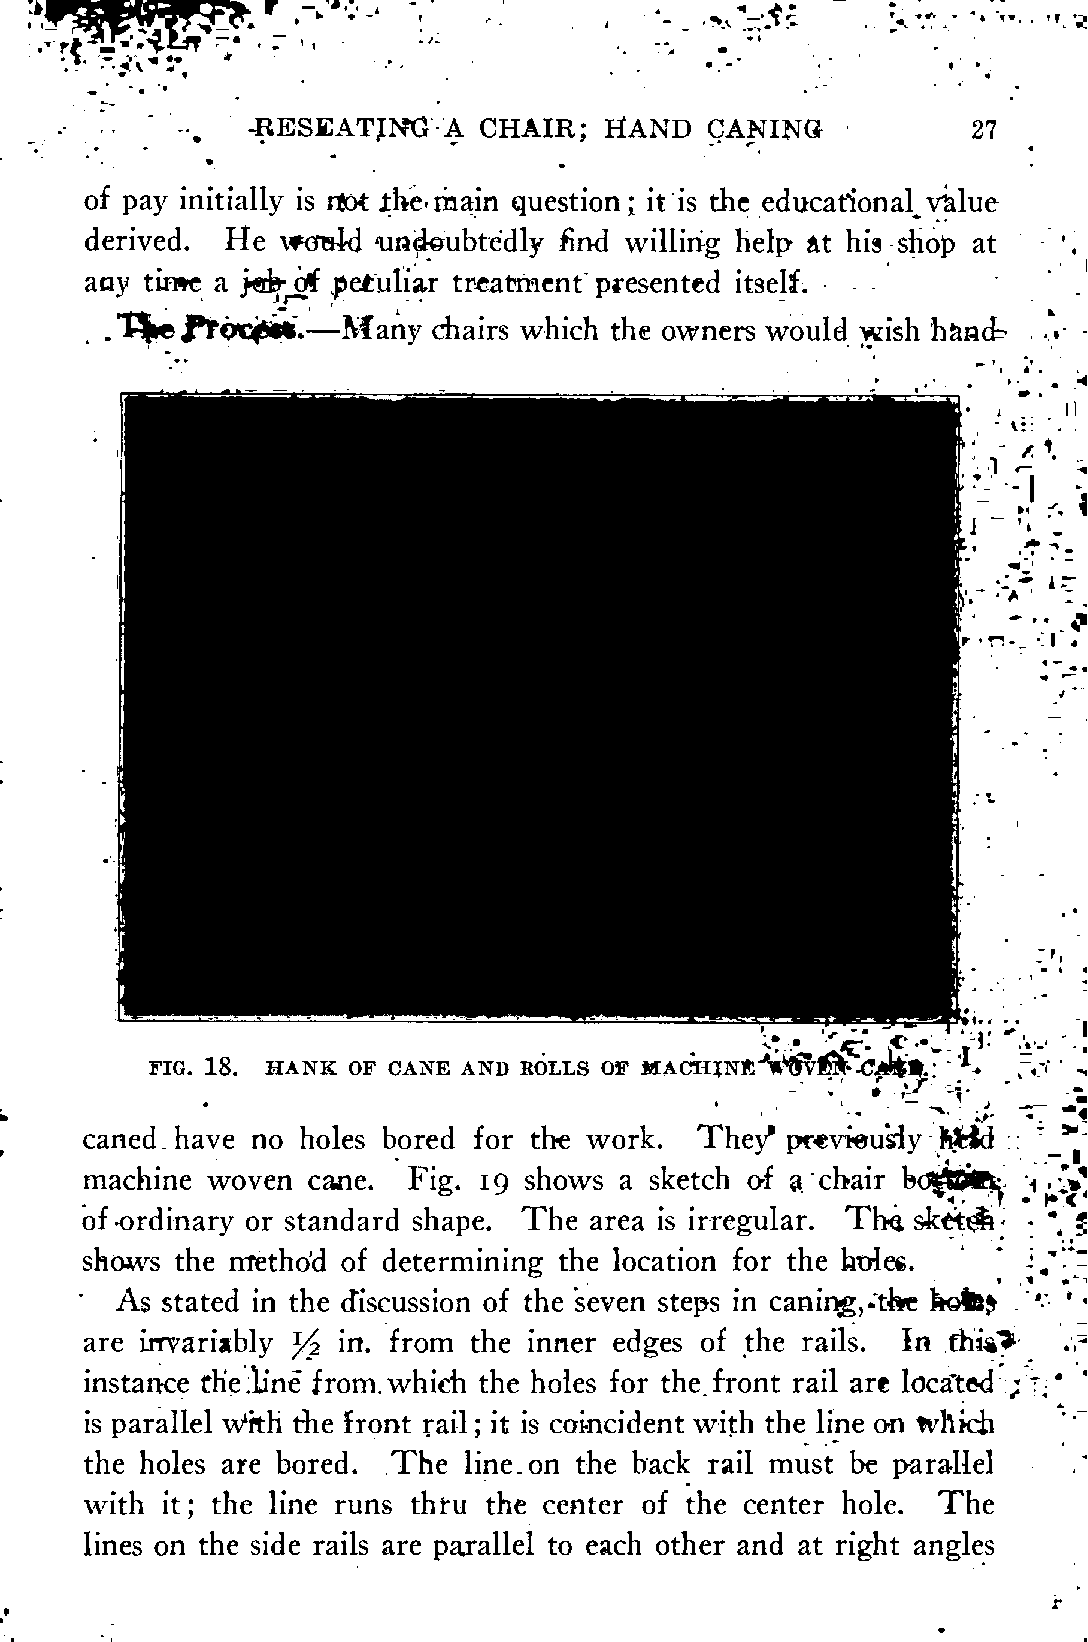 RESEATING A CHAIR; HAND CANING 27
of pay initially is not the main question; it is the educational value
derived. He would undoubtedly find willing help at his shop at
any time a job of peculiar treatment presented itself.
The Process.—Many chairs which the owners would wish hand-
FIG. 18. HANK OF CANE AND ROLLS OF MACHINE WOVEN CANE.
caned have no holes bored for the work. They previously held
machine woven cane. Fig. 19 shows a sketch of a chair bottom
of ordinary or standard shape. The area is irregular. The sketch
shows the method of determining the location for the holes.
As stated in the discussion of the seven steps in caning, the holes
are invariably ½ in. from the inner edges of the rails. In this
instance the line from which the holes for the front rail are located
is parallel with the front rail; it is coincident with the line on which
the holes are bored. The line on the back rail must be parallel
with it; the line runs thru the center of the center hole. The
lines on the side rails are parallel to each other and at right angles